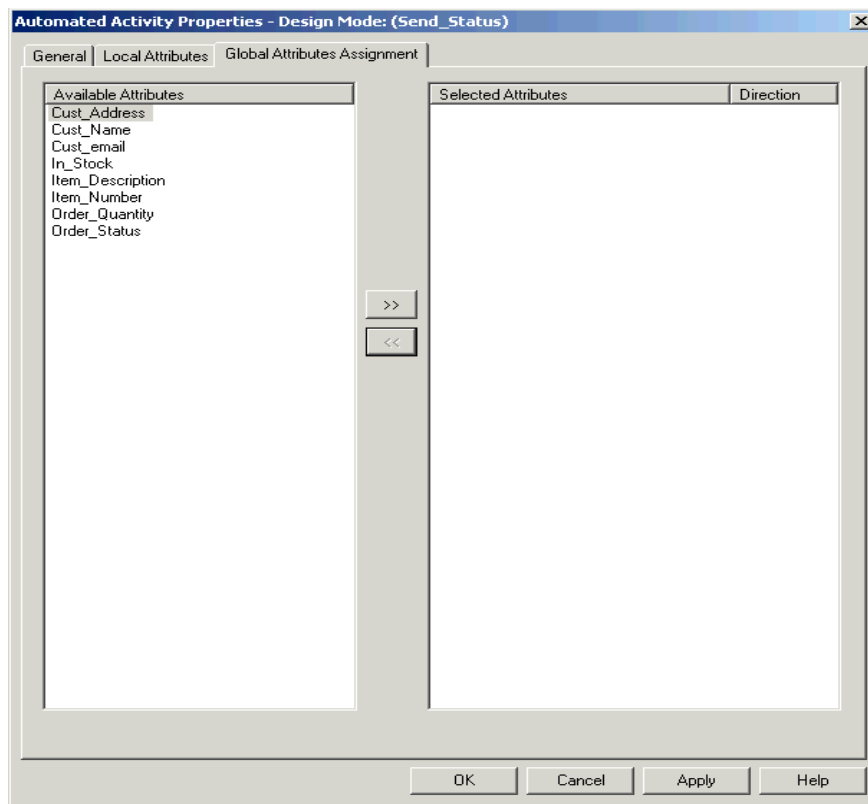 Automated Activity Properties - Design Mode: (Send_Status)
General
Local Attributes
Global Attributes Assignment
Available Attributes
Cust_Address
Cust_Name
Cust_email
In_Stock
Item_Description
Item_Number
Order_Quantity
Order_Status
>>
<<
Selected Attributes
Direction
OK
Cancel
Apply
Help